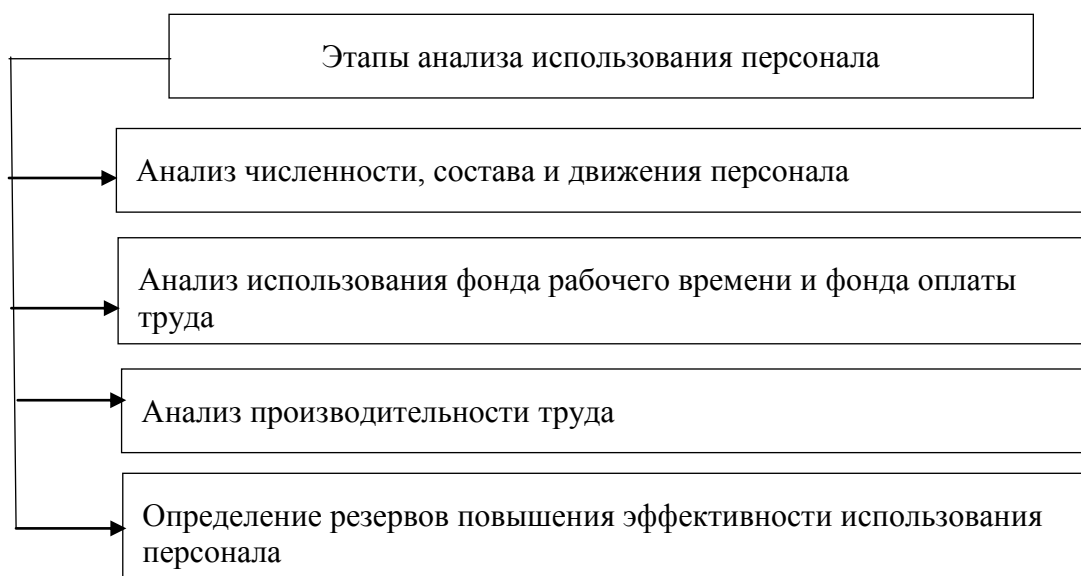 Этапы анализа использования персонала
Анализ численности, состава и движения персонала
Анализ использования фонда рабочего времени и фонда оплаты
труда
Анализ производительности труда
Определение резервов повышения эффективности использования
персонала